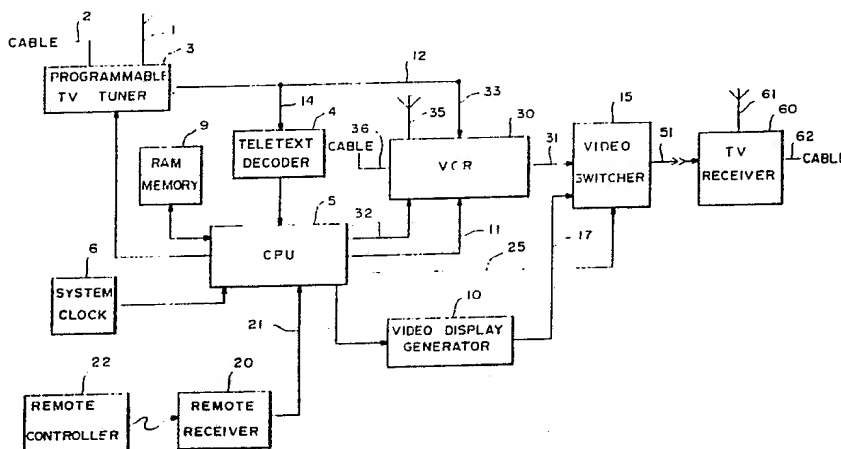 2
1
CABLE
3
PROGRAMMABLE
TV TUNER
12
14
33
4
9
TELETEXT
DECODER
RAM
MEMORY
36
CABLE
35
30
VCR
31
15
VIDEO
SWITCHER
51
61
60
TV
RECEIVER
62
CABLE
5
CPU
32
11
25
17
6
SYSTEM
CLOCK
21
10
VIDEO DISPLAY
GENERATOR
22
REMOTE
CONTROLLER
20
REMOTE
RECEIVER